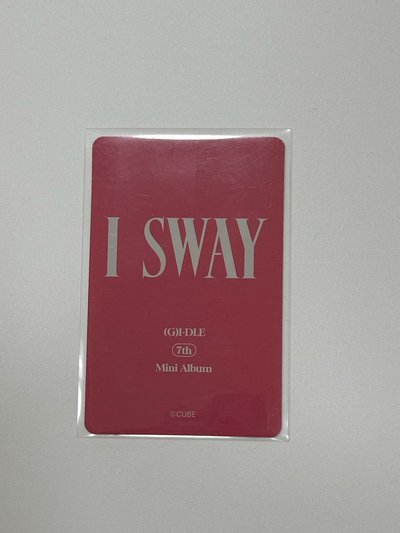 I SWAY
(G)I-DLE
7th
Mini Album
©CUBE